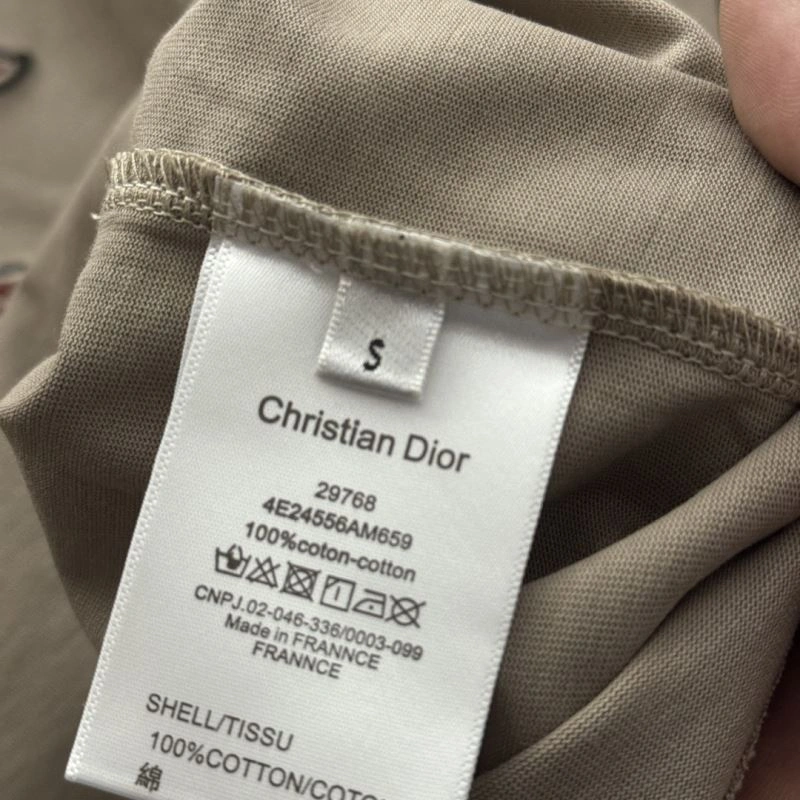 S
Christian Dior
29768
4E24556AM659
100%coton-cotton
CNPJ.02-046-336/0003-099
Made in FRANNCE
FRANNCE
SHELL/TISSU
100%COTTON/COTO
綿